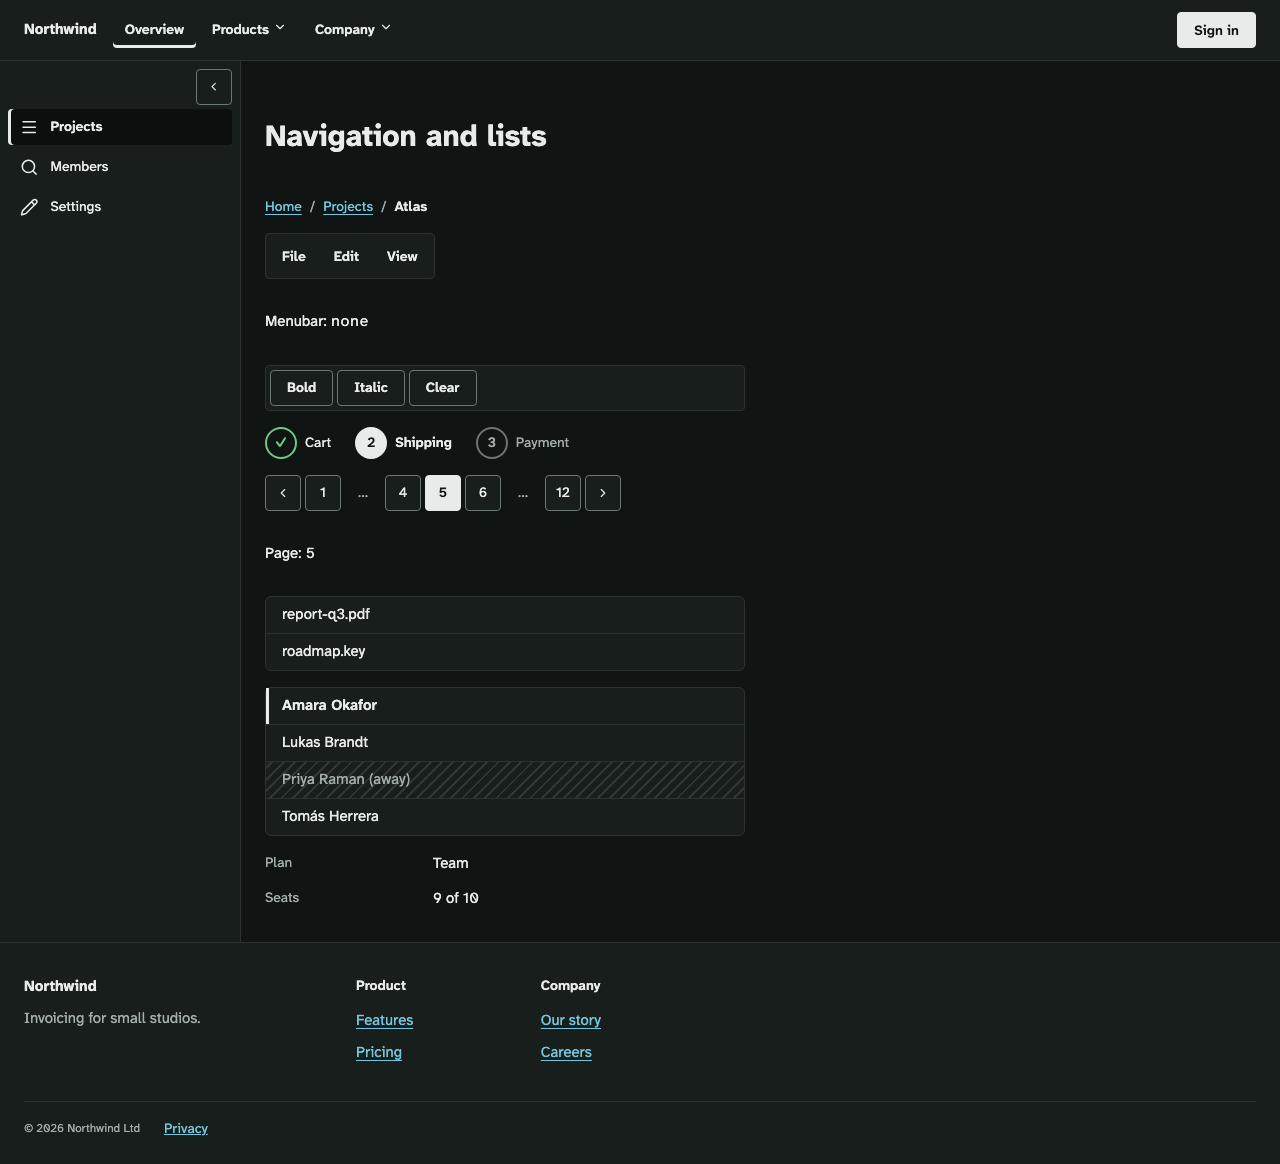 Northwind Overview Products Company Sign in
Projects
Members
Settings
Navigation and lists
Home / Projects / Atlas
File Edit View
Menubar: none
Bold Italic Clear
Cart 2 Shipping 3 Payment
1 … 4 5 6 … 12
Page: 5
report-q3.pdf
roadmap.key
Amara Okafor
Lukas Brandt
Priya Raman (away)
Tomás Herrera
Plan Team
Seats 9 of 10
Northwind Product Company
Invoicing for small studios. Features Our story
Pricing Careers
© 2026 Northwind Ltd Privacy